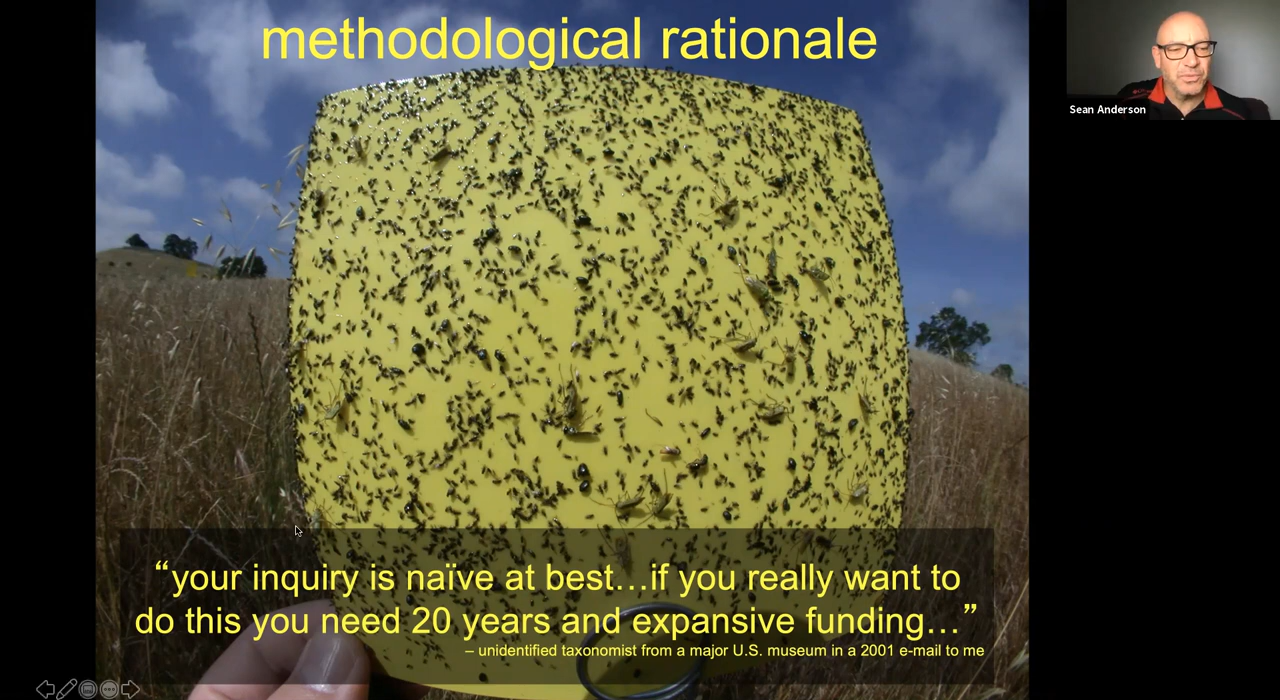 methodological rationale
Sean Anderson
“your inquiry is naïve at best…if you really want to
do this you need 20 years and expansive funding…”
– unidentified taxonomist from a major U.S. museum in a 2001 e-mail to me